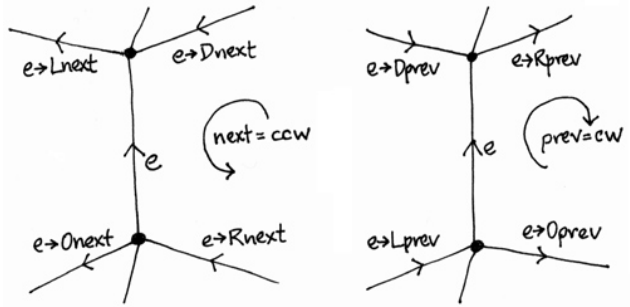 e→Lnext
e→Dnext
next = ccw
e
e→Onext
e→Rnext
e→Dprev
e→Rprev
prev=cw
e
e→Lprev
e→Oprev